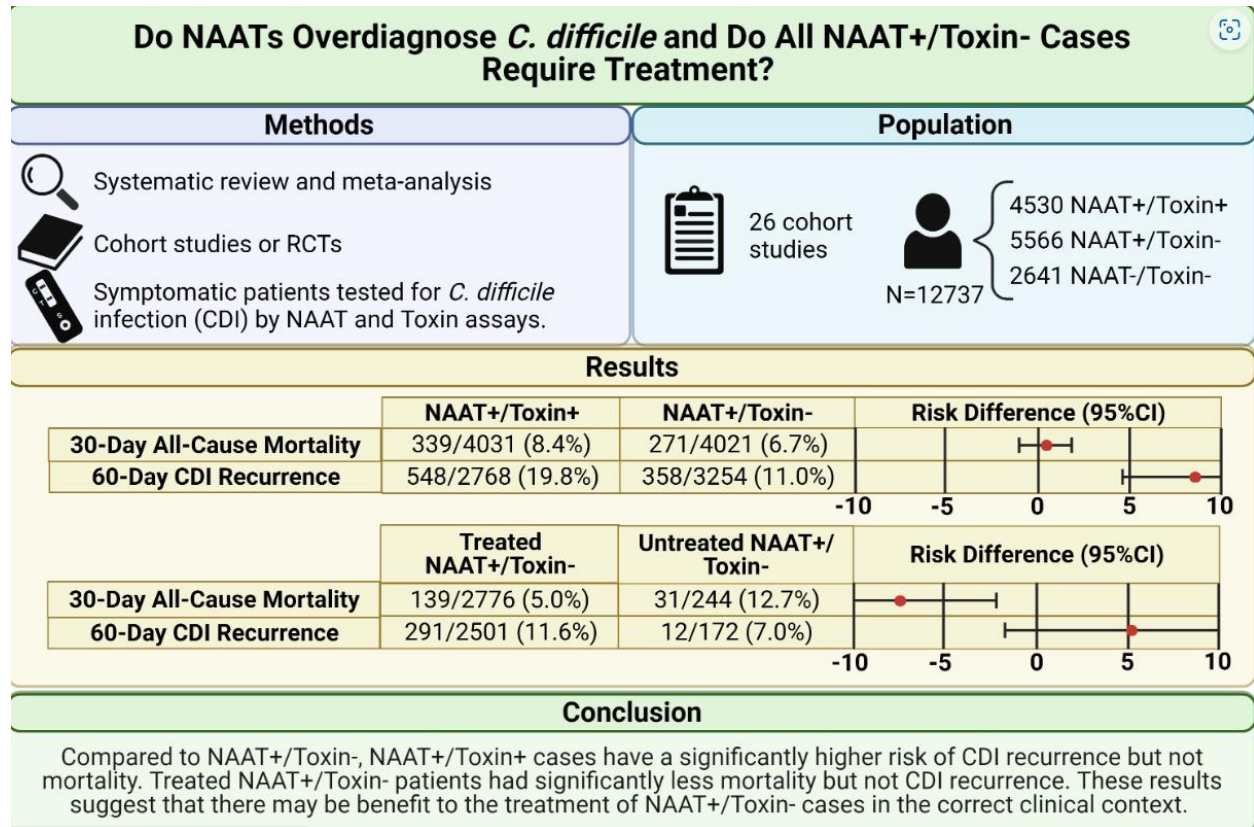 Do NAATs Overdiagnose C. difficile and Do All NAAT+/Toxin- Cases
Require Treatment?
Methods
Systematic review and meta-analysis
Cohort studies or RCTs
Symptomatic patients tested for C. difficile
infection (CDI) by NAAT and Toxin assays.
Population
26 cohort
studies
N=12737
4530 NAAT+/Toxin+
5566 NAAT+/Toxin-
2641 NAAT-/Toxin-
Results
NAAT+/Toxin+ NAAT+/Toxin- Risk Difference (95%CI)
30-Day All-Cause Mortality 339/4031 (8.4%) 271/4021 (6.7%)
60-Day CDI Recurrence 548/2768 (19.8%) 358/3254 (11.0%)
-10 -5 0 5 10
Treated
NAAT+/Toxin-
Untreated NAAT+/
Toxin-
Risk Difference (95%CI)
30-Day All-Cause Mortality 139/2776 (5.0%) 31/244 (12.7%)
60-Day CDI Recurrence 291/2501 (11.6%) 12/172 (7.0%)
-10 -5 0 5 10
Conclusion
Compared to NAAT+/Toxin-, NAAT+/Toxin+ cases have a significantly higher risk of CDI recurrence but not
mortality. Treated NAAT+/Toxin- patients had significantly less mortality but not CDI recurrence. These results
suggest that there may be benefit to the treatment of NAAT+/Toxin- cases in the correct clinical context.